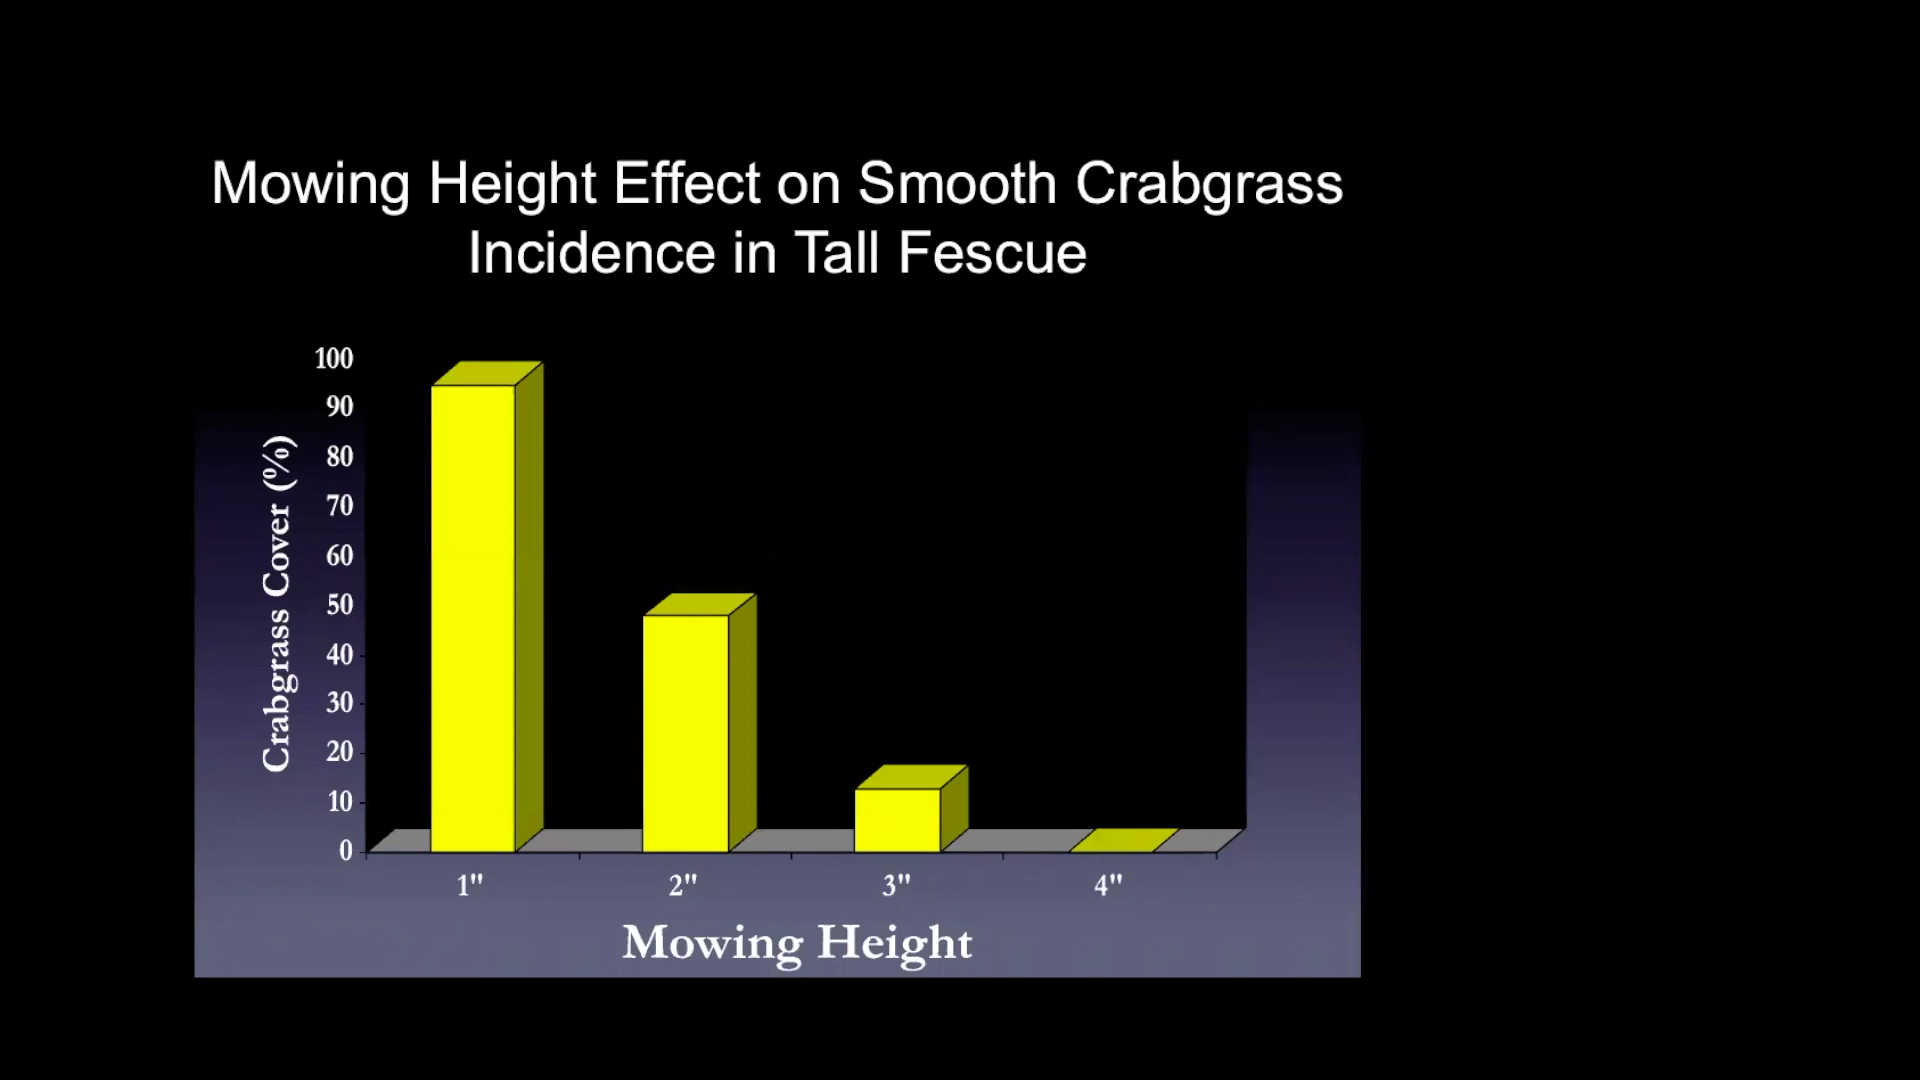 Mowing Height Effect on Smooth Crabgrass
Incidence in Tall Fescue
Crabgrass Cover (%)
100
90
80
70
60
50
40
30
20
10
0
1" 2" 3" 4"
Mowing Height